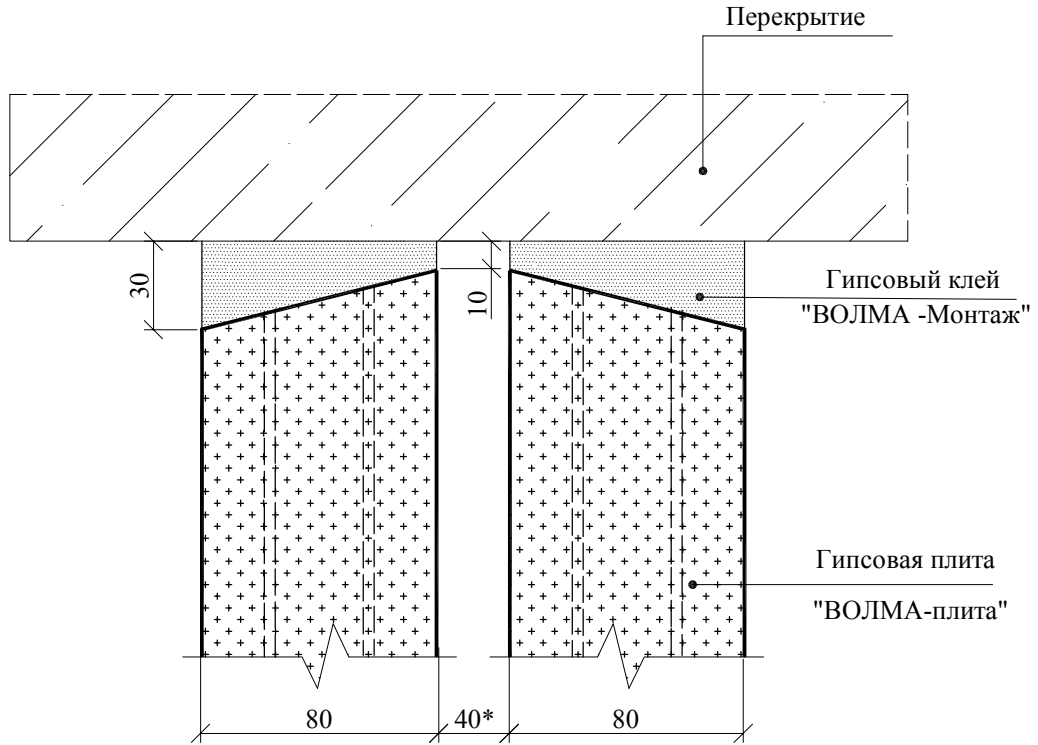 Перекрытие
30
10
Гипсовый клей
"ВОЛМА -Монтаж"
Гипсовая плита
"ВОЛМА-плита"
80
40*
80